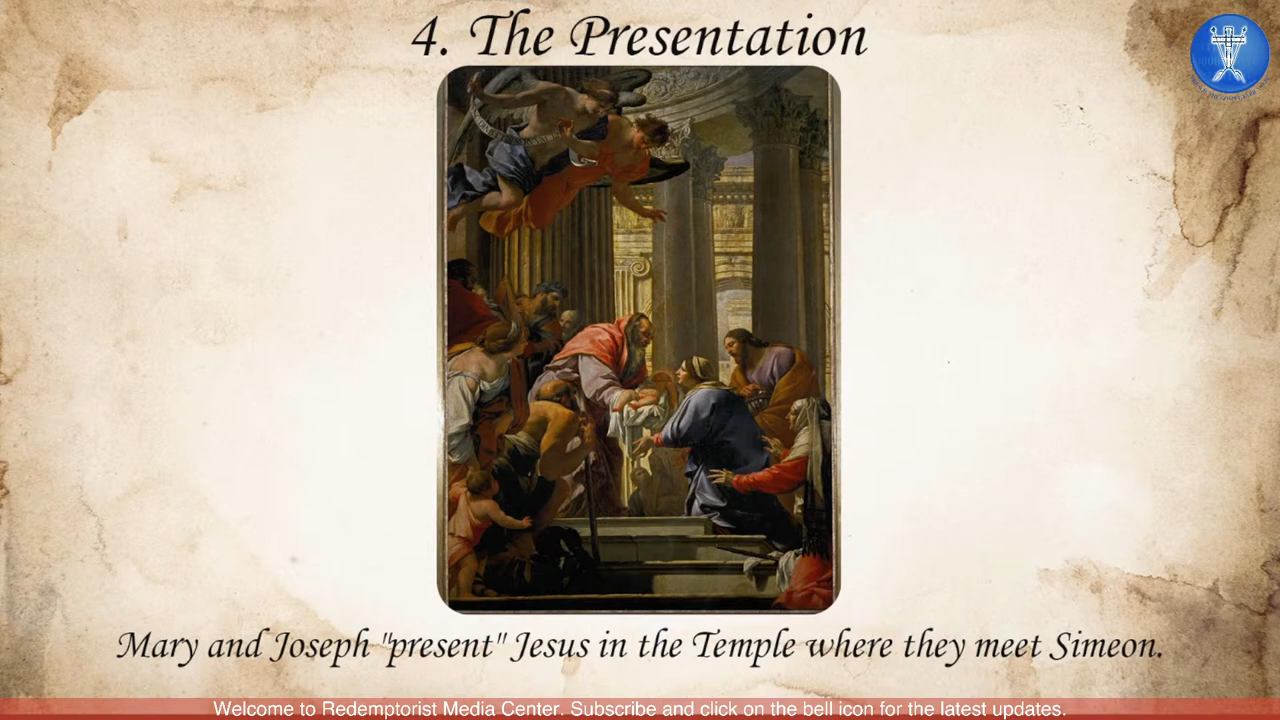 4. The Presentation
Mary and Joseph "present" Jesus in the Temple where they meet Simeon.
Welcome to Redemptorist Media Center. Subscribe and click on the bell icon for the latest updates.